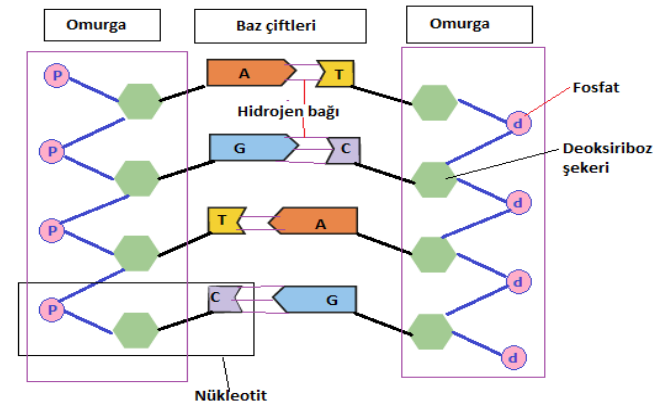 Omurga
Baz çiftleri
Omurga
P
A
T
Fosfat
d
Hidrojen bağı
P
G
C
Deoksiriboz
şekeri
d
P
T
A
d
P
C
G
d
Nükleotit